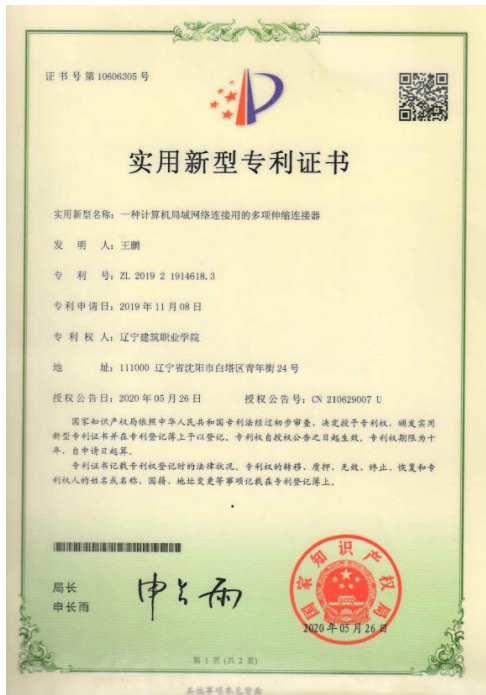 证书号第10606305号
实用新型专利证书
实用新型名称:一种计算机局域网络连接用的多项伸缩连接器
发 明 人:王鹏
专 利 号:ZL 2019 2 1914618.3
专利申请日:2019年11月08日
专 利 权 人:辽宁建筑职业学院
地 址:111000 辽宁省沈阳市白塔区青年街24号
授权公告日:2020年05月26日 授权公告号:CN 210629007 U
国家知识产权局依照中华人民共和国专利法经过初步审查,决定授予专利权,颁发实用
新型专利证书并在专利登记簿上予以登记。专利权自授权公告之日起生效。专利权期限为十
年,自申请日起算。
专利证书记载专利权登记时的法律状况。专利权的转移、质押、无效、终止、恢复和专
利权人的姓名或名称、国籍、地址变更等事项记载在专利登记簿上。
局长
申长雨
申长雨
国家知识产权局
2020年05月26日
第 1 页 (共 2 页)
其他事项参见背面